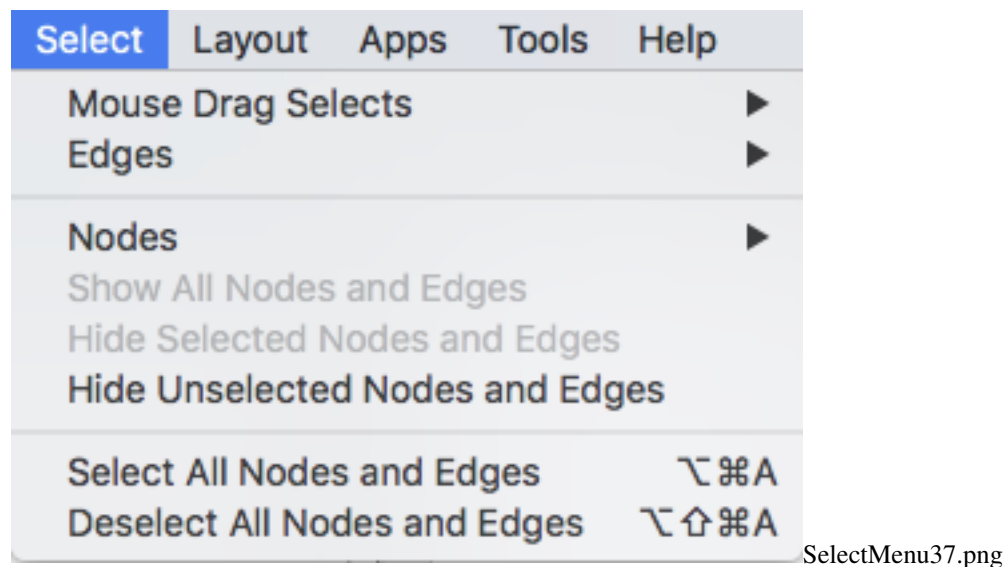 Select Layout Apps Tools Help
Mouse Drag Selects ▶
Edges ▶
Nodes ▶
Show All Nodes and Edges
Hide Selected Nodes and Edges
Hide Unselected Nodes and Edges
Select All Nodes and Edges ⌥⌘A
Deselect All Nodes and Edges ⌥⇧⌘A
SelectMenu37.png